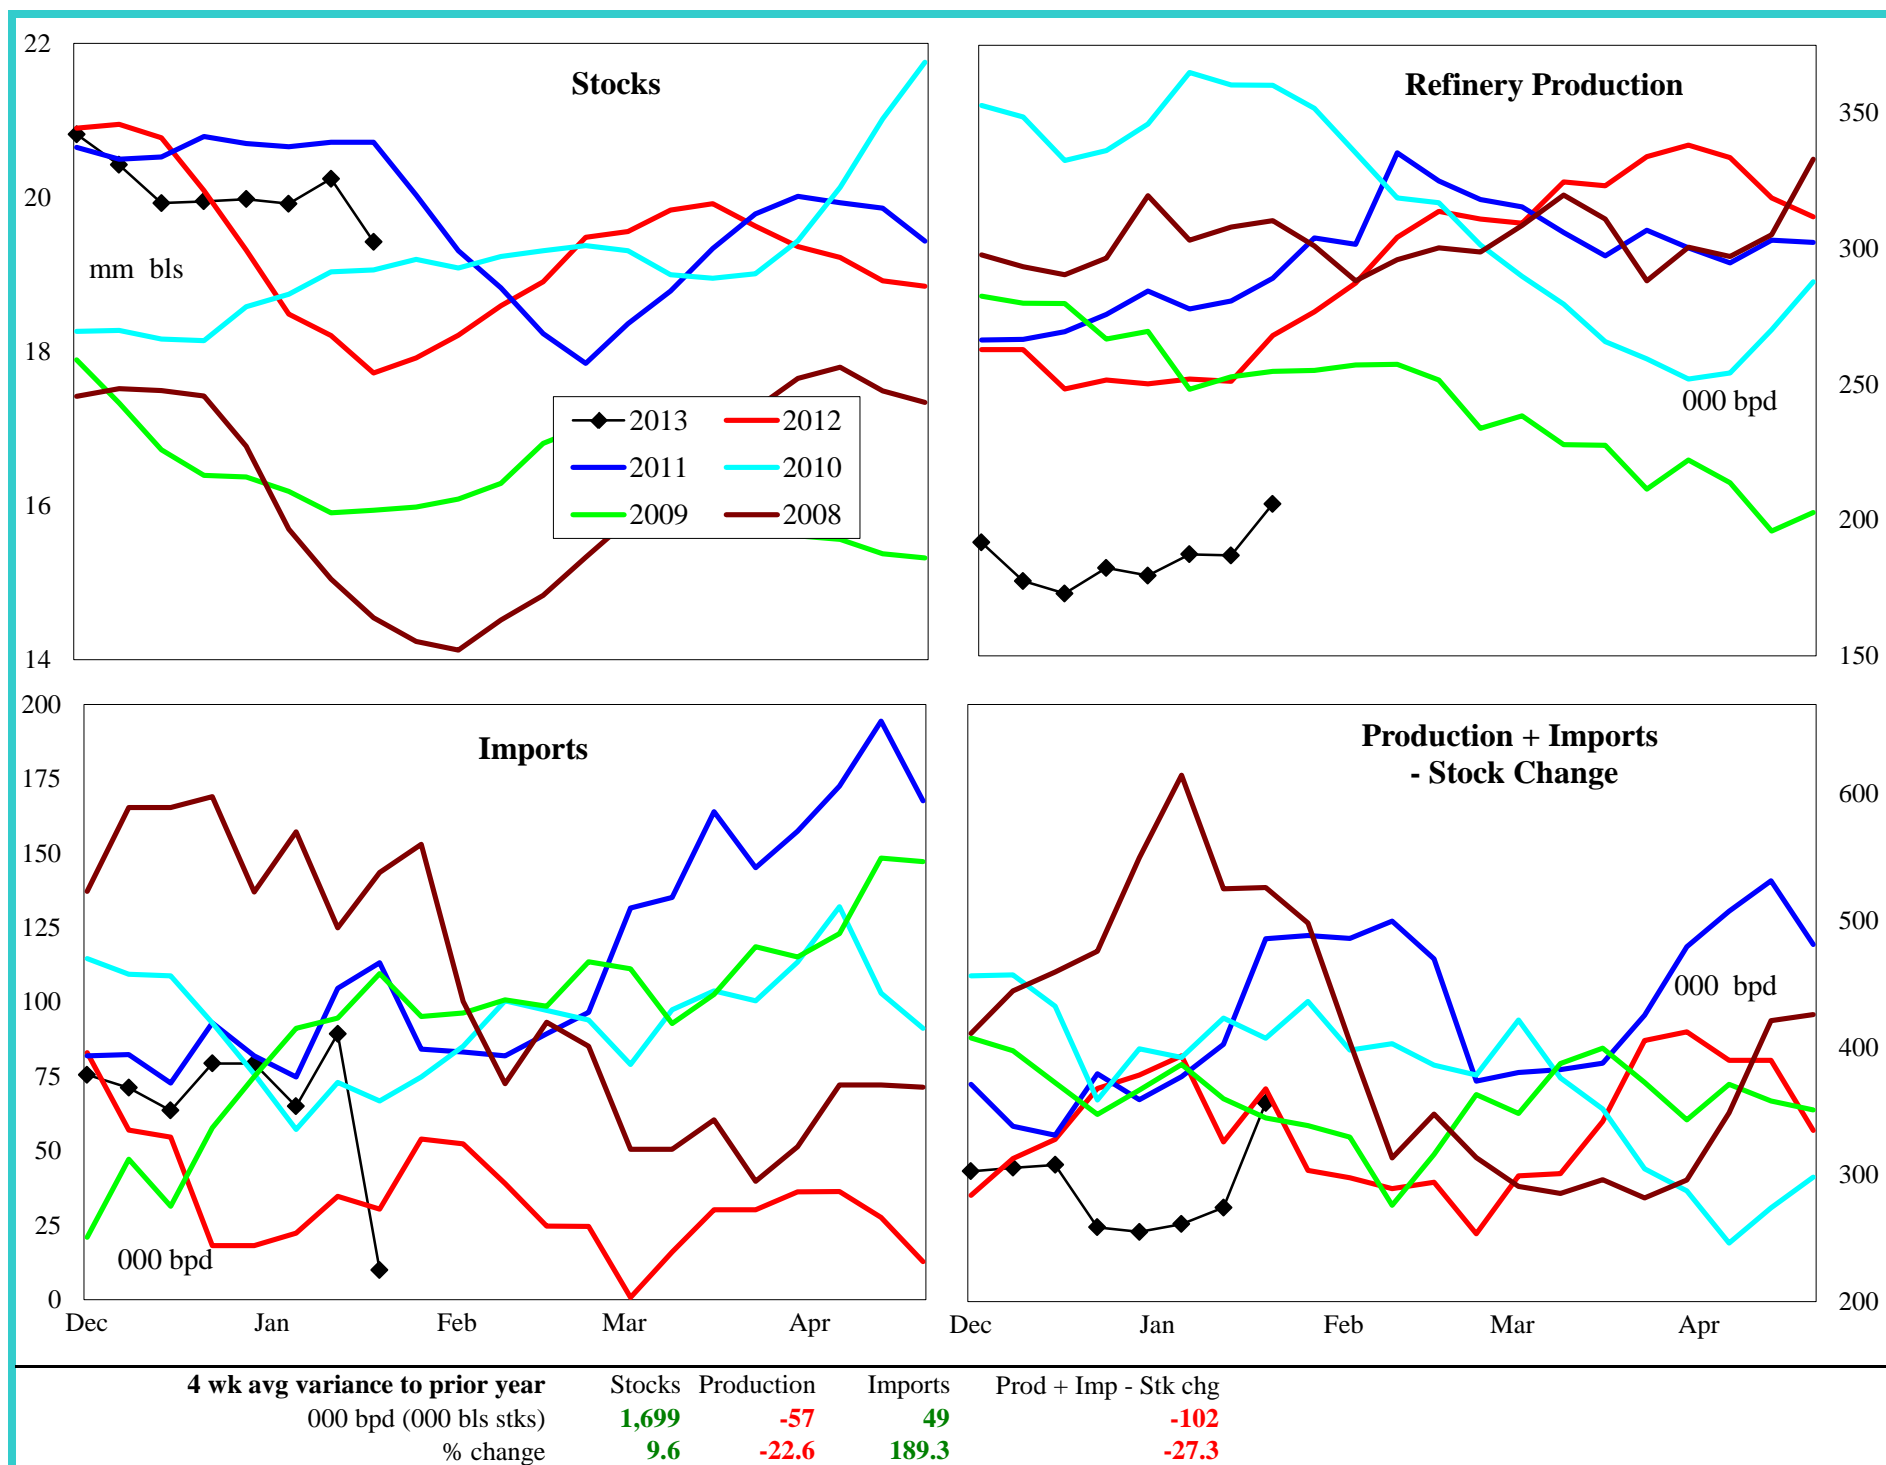 Stocks
22
20
18
16
14
mm bls
2013
2012
2011
2010
2009
2008
Refinery Production
350
300
250
200
150
000 bpd
Imports
200
175
150
125
100
75
50
25
0
000 bpd
Dec Jan Feb Mar Apr
Production + Imports
- Stock Change
600
500
400
300
200
000 bpd
Dec Jan Feb Mar Apr
4 wk avg variance to prior year Stocks Production Imports Prod + Imp - Stk chg
000 bpd (000 bls stks) 1,699 -57 49 -102
% change 9.6 -22.6 189.3 -27.3